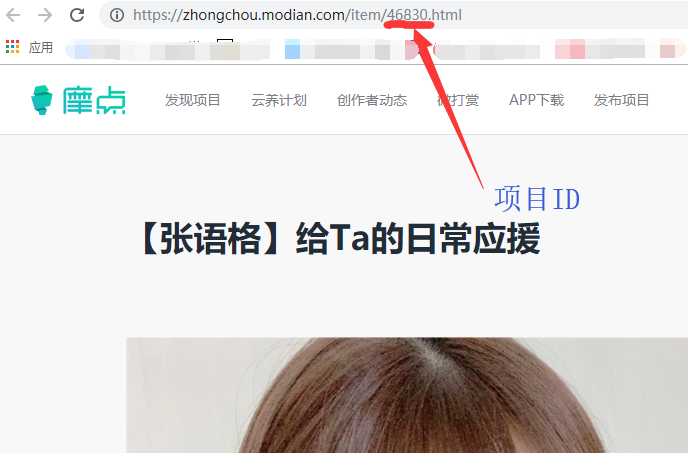 https://zhongchou.modian.com/item/46830.html
应用
摩点 发现项目 云养计划 创作者动态 微打赏 APP下载 发布项目
项目ID
【张语格】给Ta的日常应援